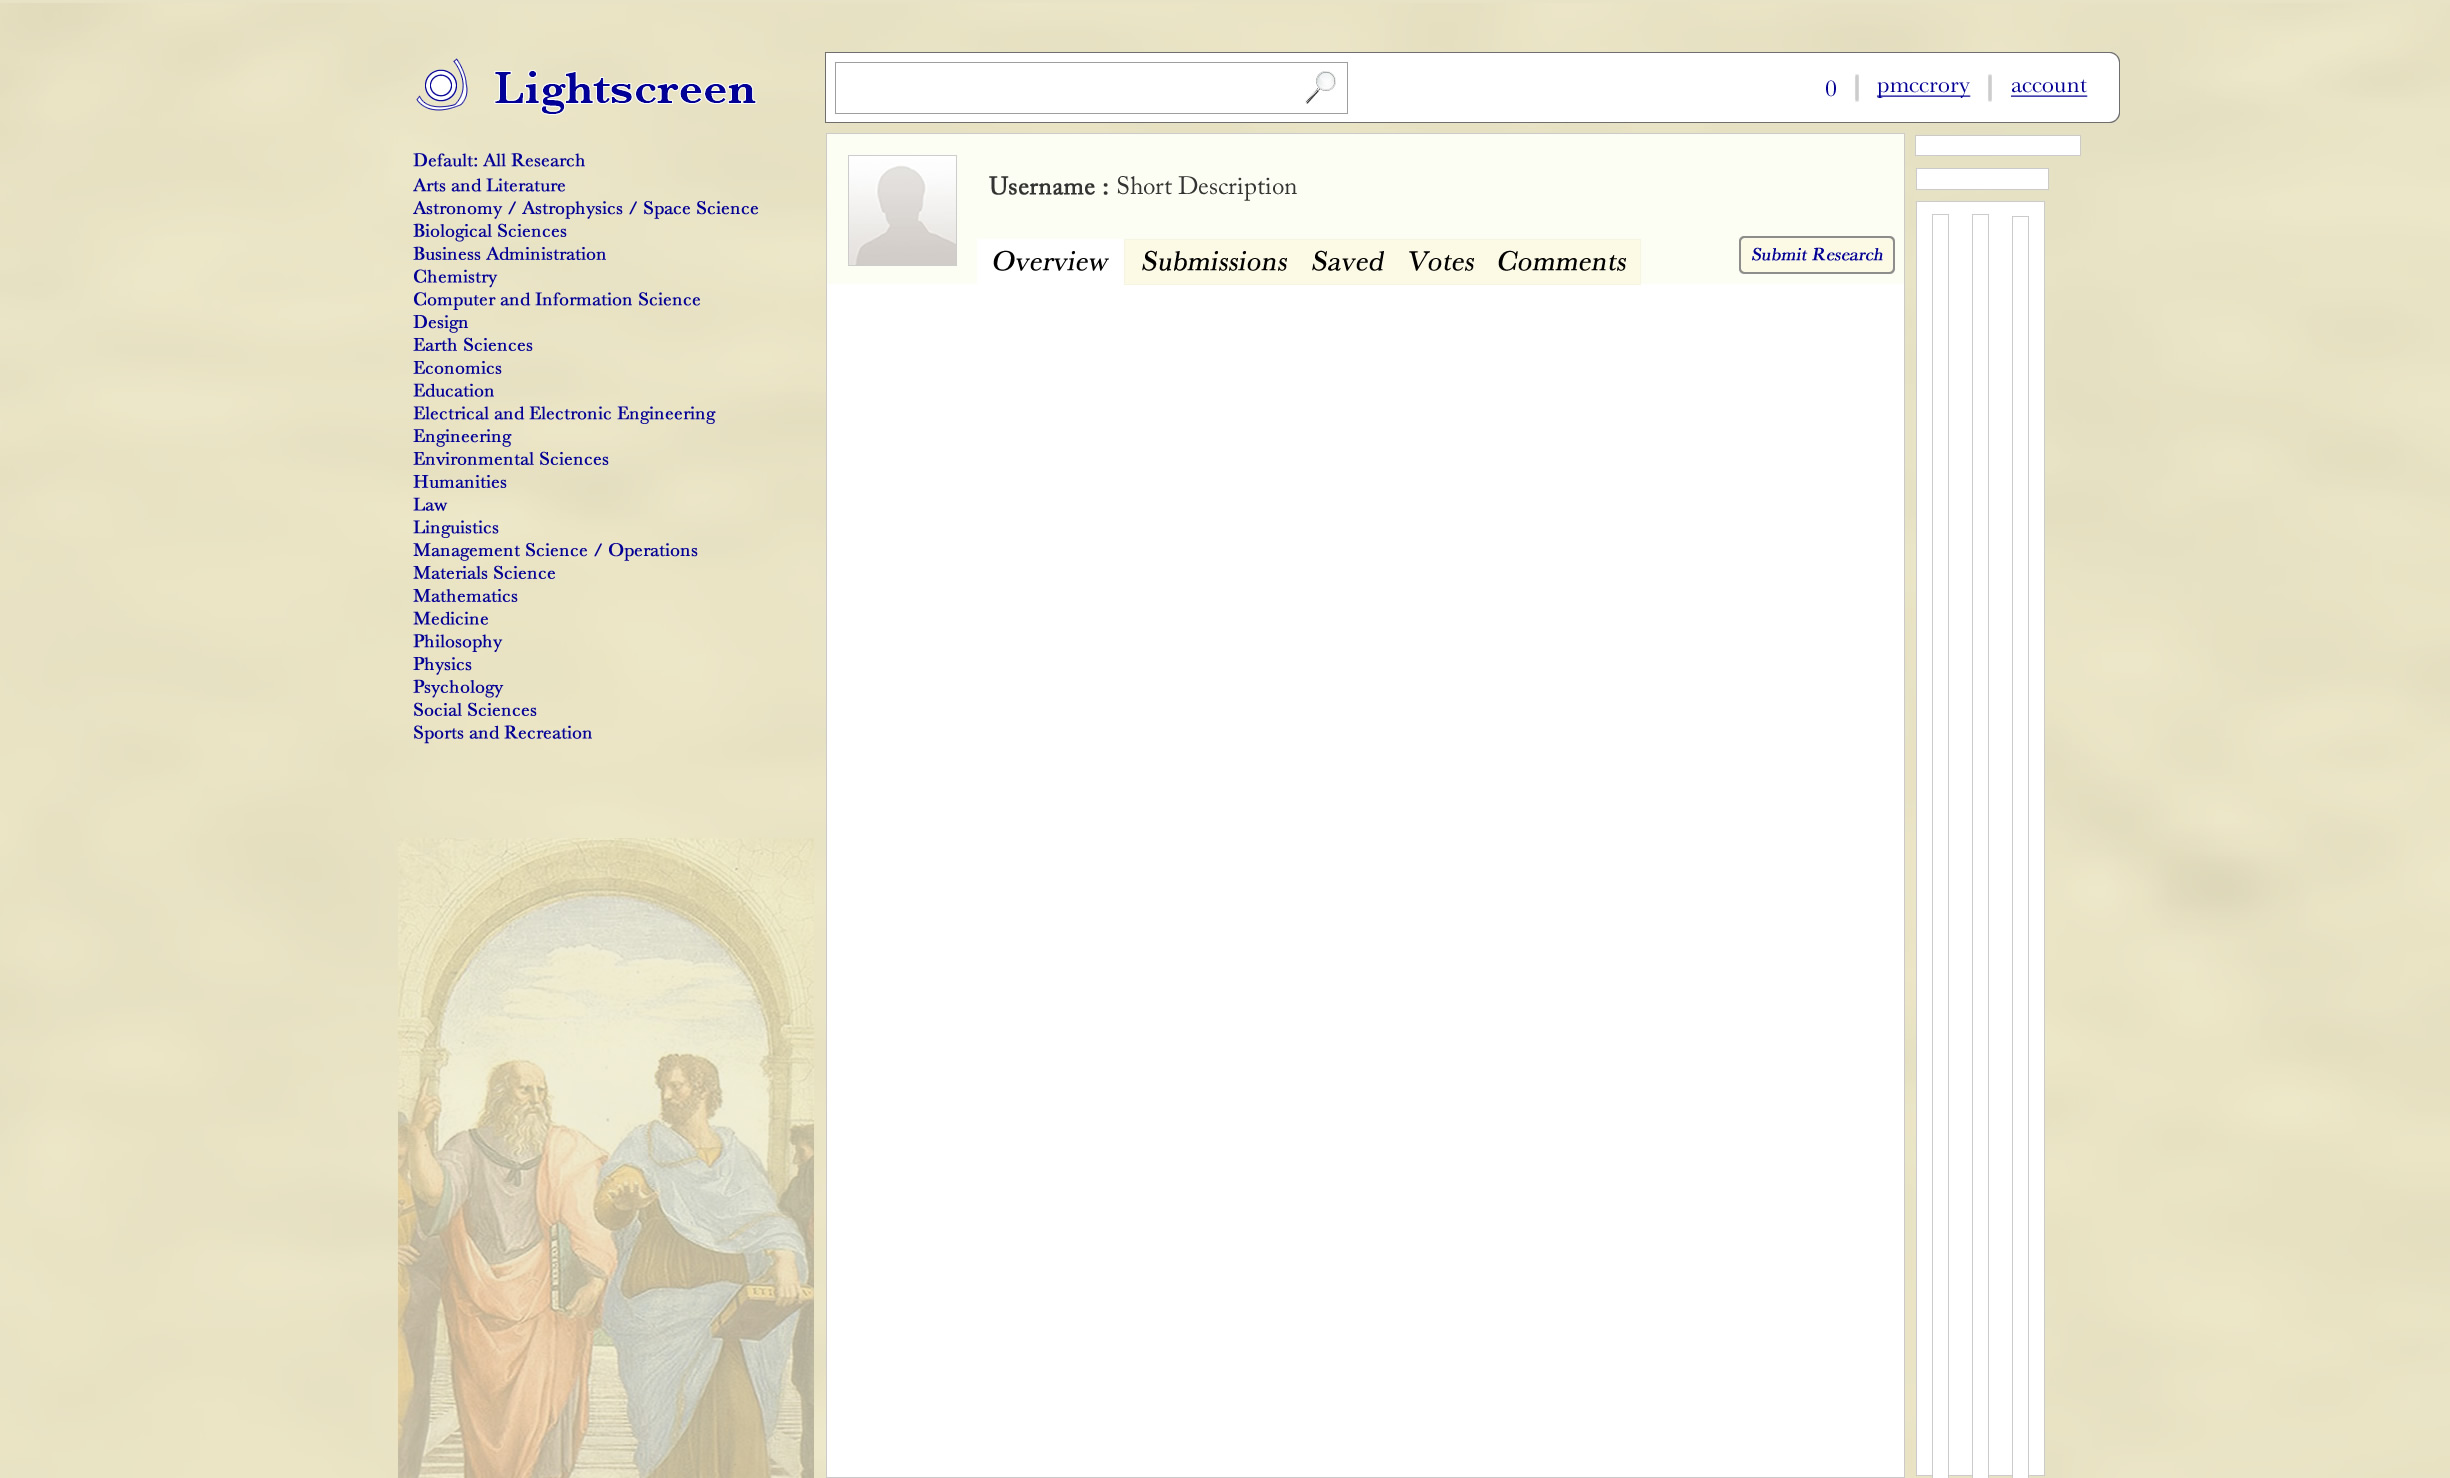 Lightscreen
0 | pmccrory | account
Default: All Research
Arts and Literature
Astronomy / Astrophysics / Space Science
Biological Sciences
Business Administration
Chemistry
Computer and Information Science
Design
Earth Sciences
Economics
Education
Electrical and Electronic Engineering
Engineering
Environmental Sciences
Humanities
Law
Linguistics
Management Science / Operations
Materials Science
Mathematics
Medicine
Philosophy
Physics
Psychology
Social Sciences
Sports and Recreation
Username : Short Description
Overview Submissions Saved Votes Comments
Submit Research